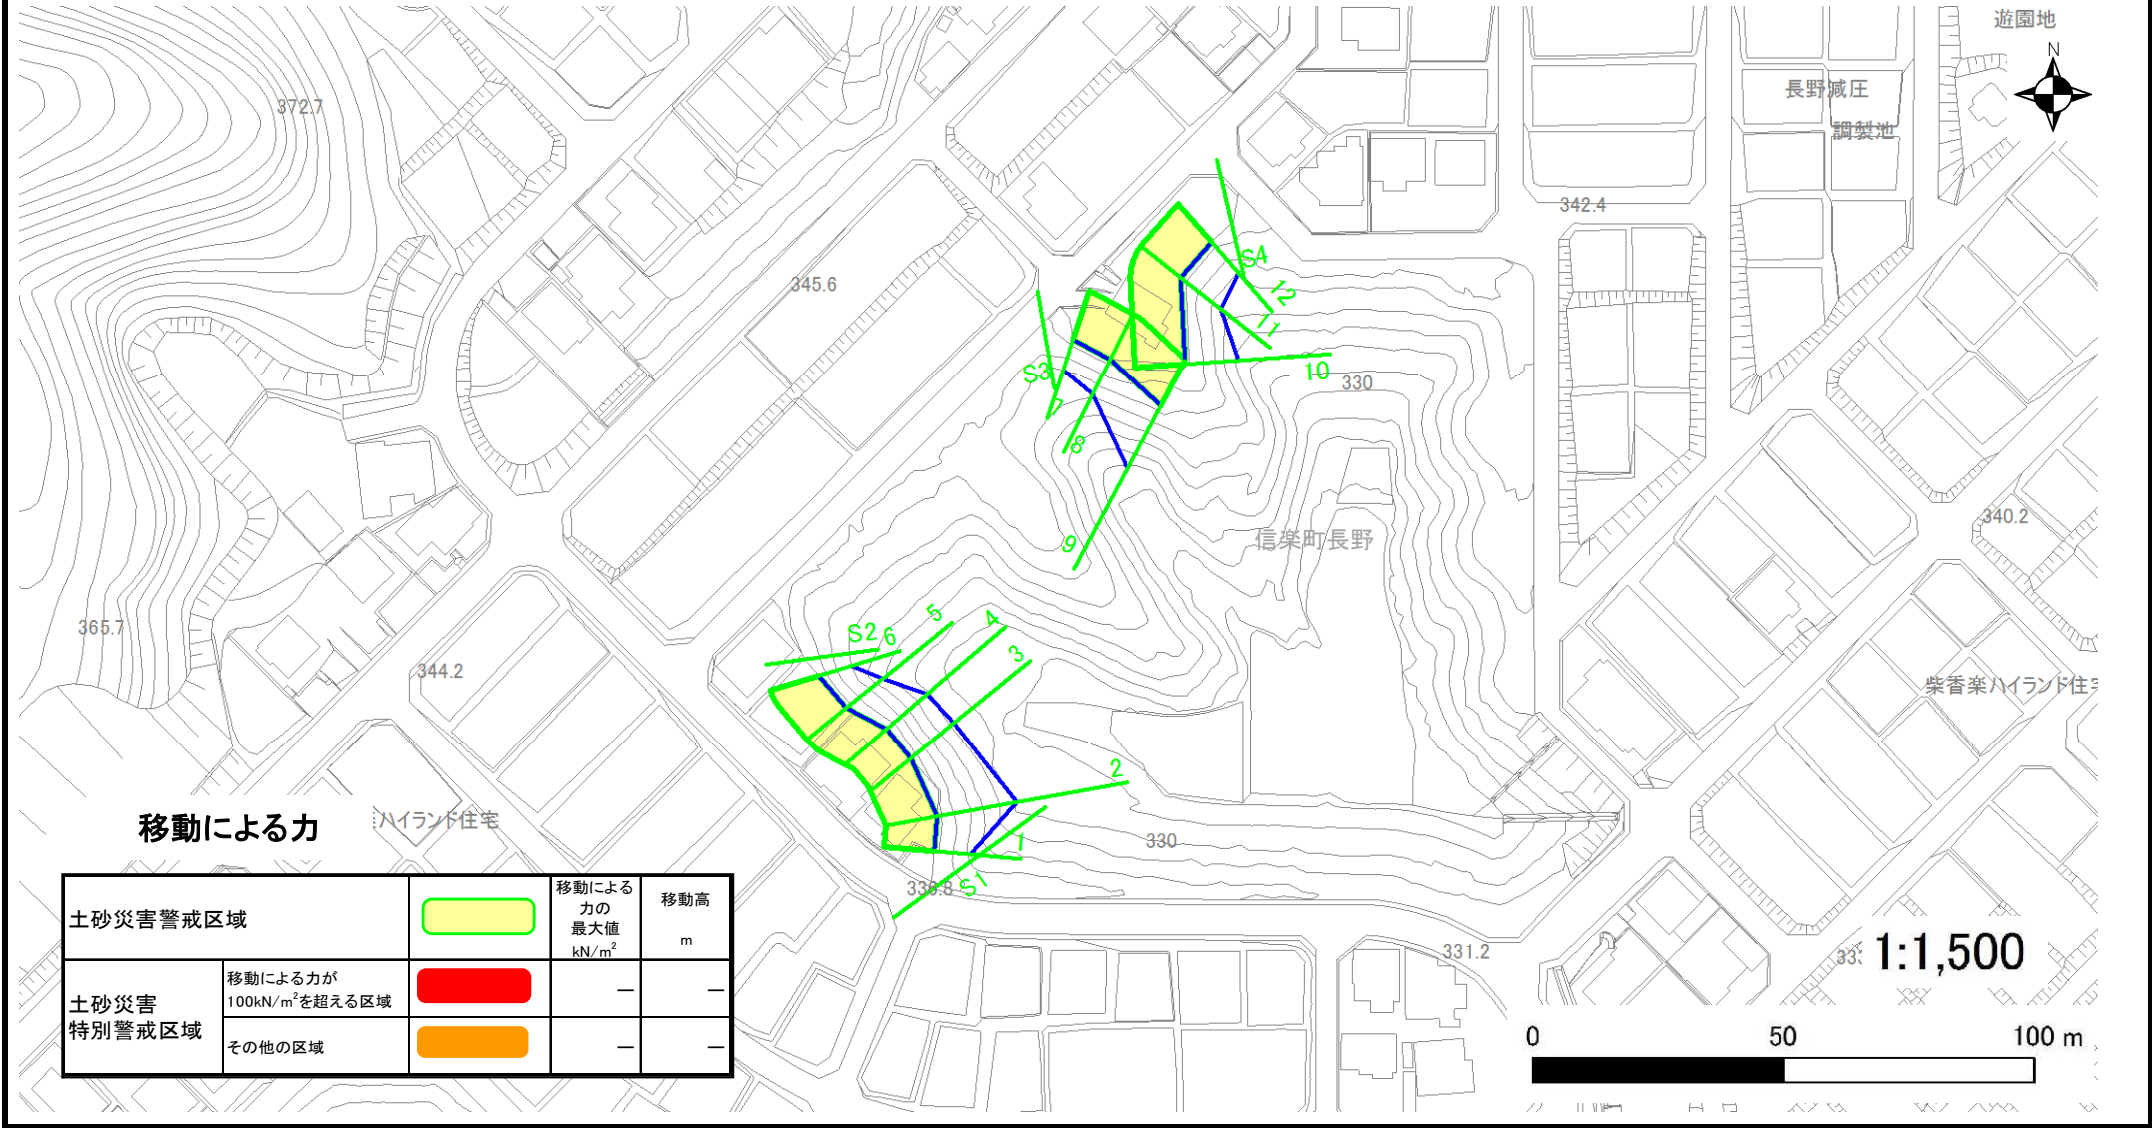 遊園地
N
長野減圧
調製池
372.7
342.4
345.6
S4
12
11
10
330
S3
7
8
9
340.2
信楽町長野
365.7
344.2
S2
6
5
4
3
柴香楽ハイランド住宅
2
1
S1
330
336.8
ハイランド住宅
移動による力
土砂災害警戒区域
移動による
力の
最大値
kN/m²
移動高
m
土砂災害
特別警戒区域
移動による力が
100kN/m²を超える区域
—
—
その他の区域
—
—
331.2
1:1,500
0
50
100 m